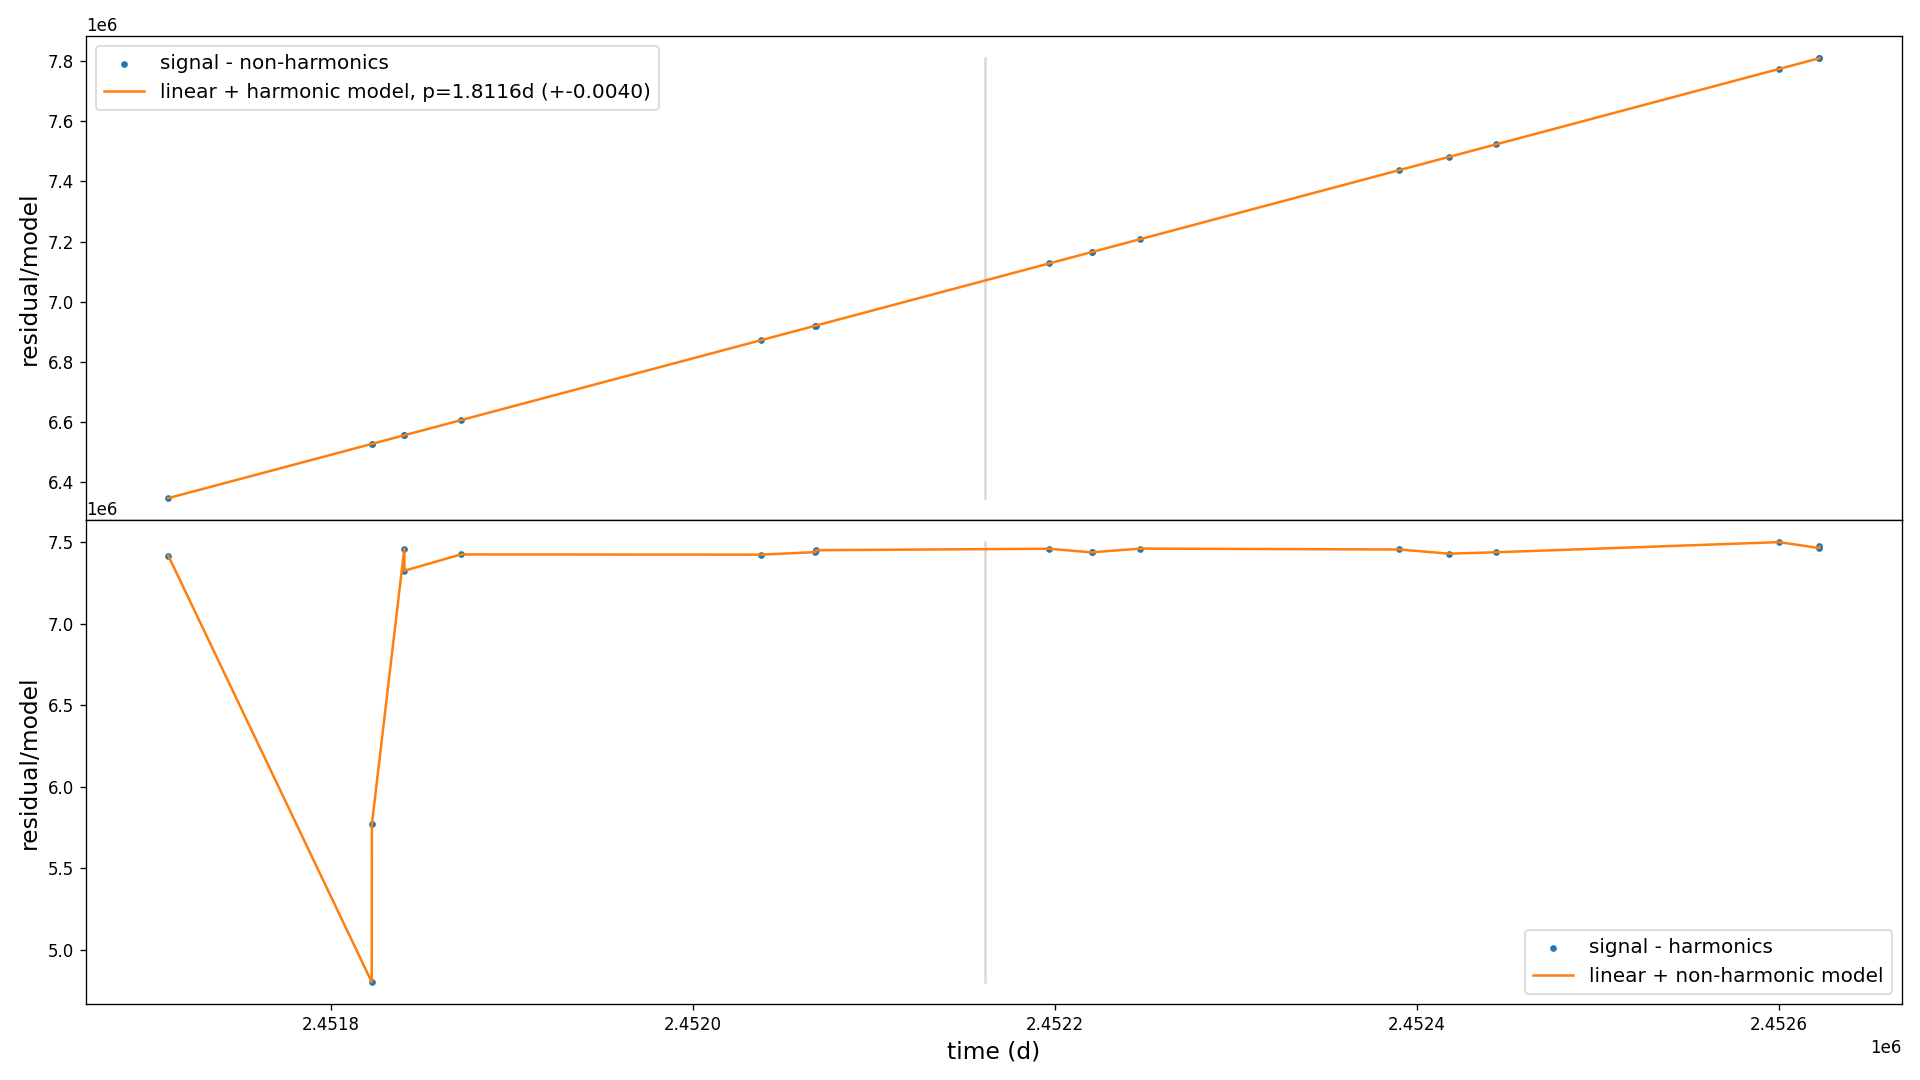 1e6
7.8
7.6
7.4
7.2
7.0
6.8
6.6
6.4
residual/model
signal - non-harmonics
linear + harmonic model, p=1.8116d (+-0.0040)
1e6
7.5
7.0
6.5
6.0
5.5
5.0
residual/model
signal - harmonics
linear + non-harmonic model
2.4518
2.4520
2.4522
2.4524
2.4526
1e6
time (d)